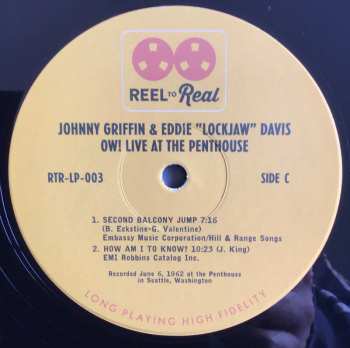 REEL TO Real
JOHNNY GRIFFIN & EDDIE "LOCKJAW" DAVIS
OW! LIVE AT THE PENTHOUSE
RTR-LP-003
SIDE C
1. SECOND BALCONY JUMP 7:16
(B. Eckstine-G. Valentine)
Embassy Music Corporation/Hill & Range Songs
2. HOW AM I TO KNOW? 10:23 (J. King)
EMI Robbins Catalog Inc.
Recorded June 6, 1962 at the Penthouse
in Seattle, Washington
LONG PLAYING HIGH FIDELITY